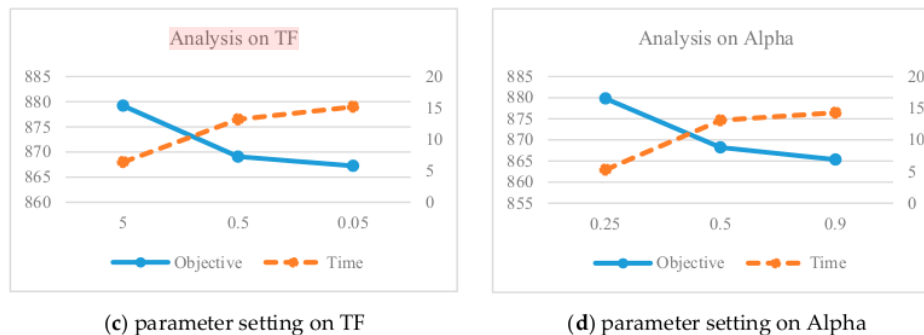 Analysis on TF
885
880
875
870
865
860
20
15
10
5
0
5 0.5 0.05
Objective Time
(c) parameter setting on TF
Analysis on Alpha
885
880
875
870
865
860
855
20
15
10
5
0
0.25 0.5 0.9
Objective Time
(d) parameter setting on Alpha